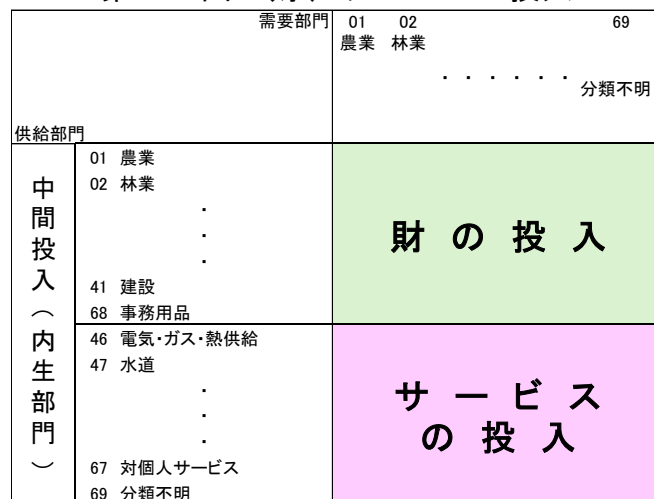 需要部門 01 02 69
農業 林業
・ ・ ・ ・ ・ ・ 分類不明
供給部門
中間投入（内生部門）
01 農業
02 林業
・
・
・
41 建設
68 事務用品
財 の 投 入
46 電気・ガス・熱供給
47 水道
・
・
・
67 対個人サービス
69 分類不明
サ ー ビ ス
の 投 入